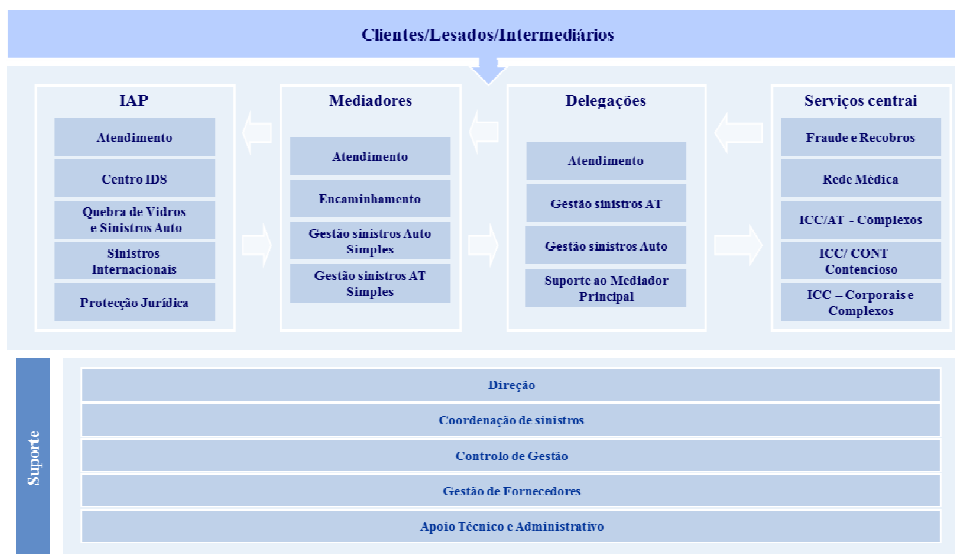 Clientes/Lesados/Intermediários
IAP
Atendimento
Centro IDS
Quebra de Vidros
e Sinistros Auto
Sinistros
Internacionais
Protecção Jurídica
Mediadores
Atendimento
Encaminhamento
Gestão sinistros Auto
Simples
Gestão sinistros AT
Simples
Delegações
Atendimento
Gestão sinistros AT
Gestão sinistros Auto
Suporte ao Mediador
Principal
Serviços centrai
Fraude e Recobros
Rede Médica
ICC/AT – Complexos
ICC/ CONT
Contencioso
ICC – Corporais e
Complexos
Suporte
Direção
Coordenação de sinistros
Controlo de Gestão
Gestão de Fornecedores
Apoio Técnico e Administrativo